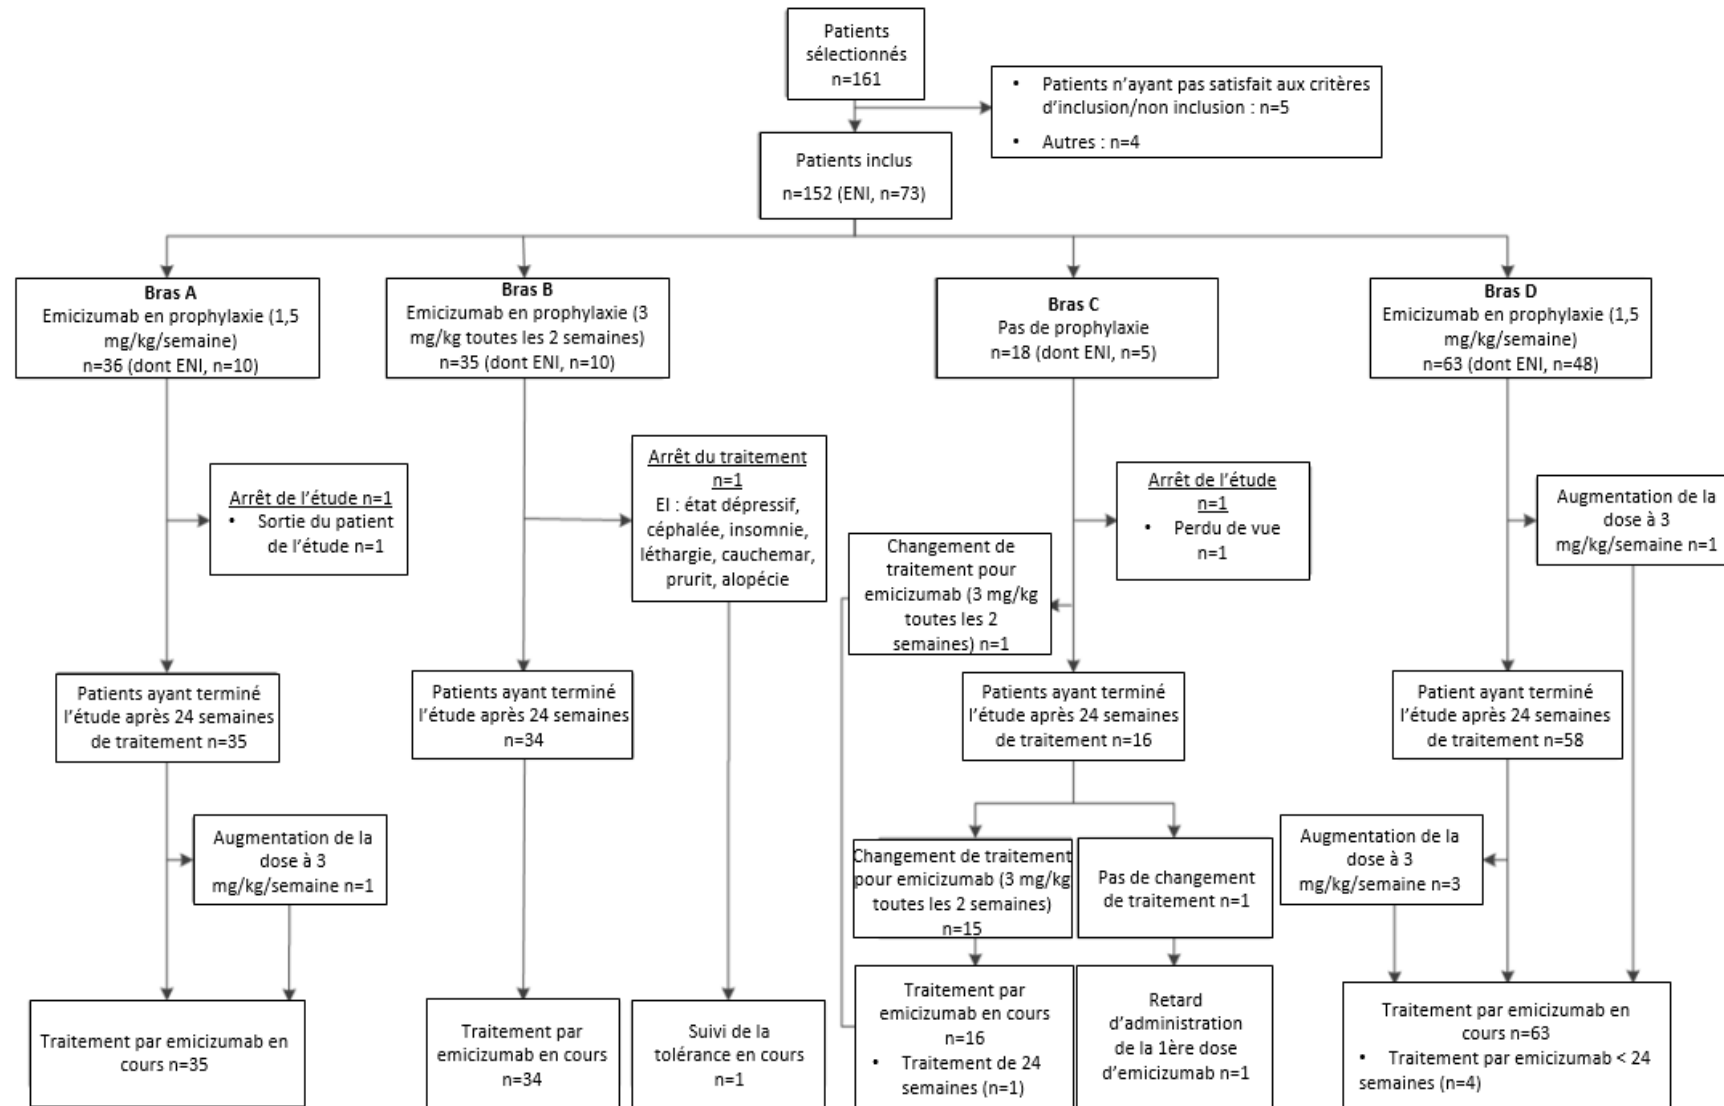 Patients
sélectionnés
n=161
• Patients n'ayant pas satisfait aux critères
d'inclusion/non inclusion : n=5
• Autres : n=4
Patients inclus
n=152 (ENI, n=73)
Bras A
Emicizumab en prophylaxie (1,5
mg/kg/semaine)
n=36 (dont ENI, n=10)
Bras B
Emicizumab en prophylaxie (3
mg/kg toutes les 2 semaines)
n=35 (dont ENI, n=10)
Bras C
Pas de prophylaxie
n=18 (dont ENI, n=5)
Bras D
Emicizumab en prophylaxie (1,5
mg/kg/semaine)
n=63 (dont ENI, n=48)
Arrêt de l'étude n=1
• Sortie du patient
de l'étude n=1
Arrêt du traitement
n=1
EI : état dépressif,
céphalée, insomnie,
léthargie, cauchemar,
prurit, alopécie
Changement de
traitement pour
emicizumab (3 mg/kg
toutes les 2
semaines) n=1
Arrêt de l'étude
n=1
• Perdu de vue
n=1
Augmentation de la
dose à 3
mg/kg/semaine n=1
Patients ayant terminé
l'étude après 24 semaines
de traitement n=35
Patients ayant terminé
l'étude après 24 semaines
n=34
Patients ayant terminé
l'étude après 24 semaines
de traitement n=16
Patient ayant terminé
l'étude après 24 semaines
de traitement n=58
Augmentation de la
dose à 3
mg/kg/semaine n=1
Changement de traitement
pour emicizumab (3 mg/kg
toutes les 2 semaines)
n=15
Pas de changement
de traitement n=1
Augmentation de la
dose à 3
mg/kg/semaine n=3
Traitement par emicizumab en
cours n=35
Traitement par
emicizumab en cours
n=34
Suivi de la
tolérance en cours
n=1
Traitement par
emicizumab en cours
n=16
• Traitement de 24
semaines (n=1)
Retard
d'administration
de la 1ère dose
d'emicizumab n=1
Traitement par emicizumab en
cours n=63
• Traitement par emicizumab < 24
semaines (n=4)